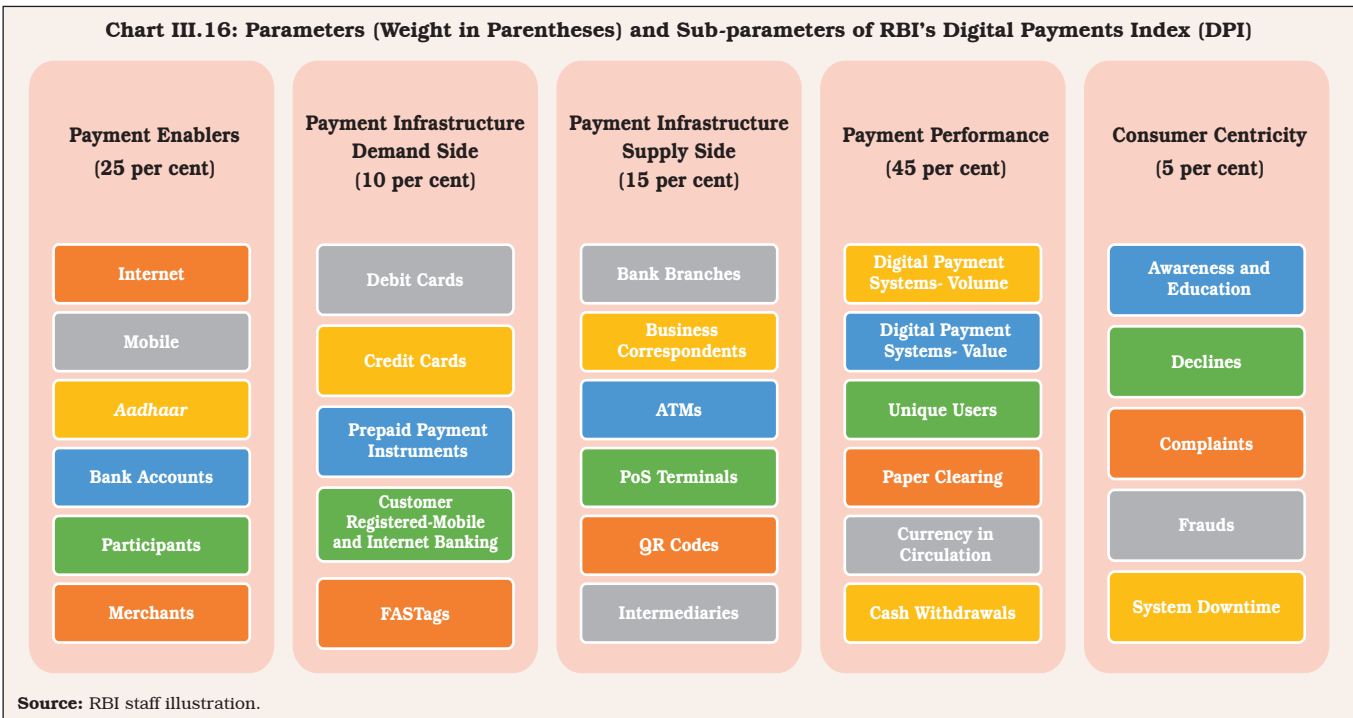 Chart III.16: Parameters (Weight in Parentheses) and Sub-parameters of RBI's Digital Payments Index (DPI)
Payment Enablers
(25 per cent)
Internet
Mobile
Aadhaar
Bank Accounts
Participants
Merchants
Payment Infrastructure
Demand Side
(10 per cent)
Debit Cards
Credit Cards
Prepaid Payment
Instruments
Customer
Registered-Mobile
and Internet Banking
FASTags
Payment Infrastructure
Supply Side
(15 per cent)
Bank Branches
Business
Correspondents
ATMs
PoS Terminals
QR Codes
Intermediaries
Payment Performance
(45 per cent)
Digital Payment
Systems- Volume
Digital Payment
Systems- Value
Unique Users
Paper Clearing
Currency in
Circulation
Cash Withdrawals
Consumer Centricity
(5 per cent)
Awareness and
Education
Declines
Complaints
Frauds
System Downtime
Source: RBI staff illustration.